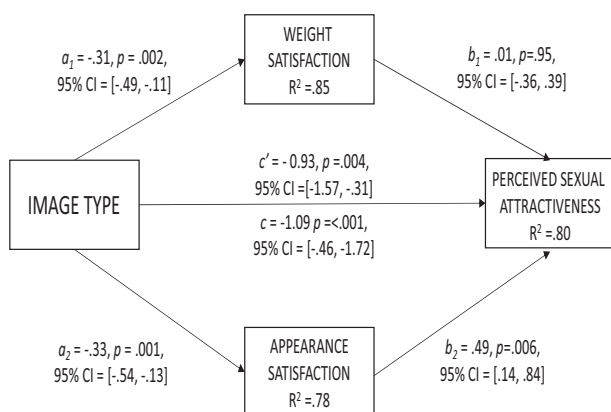 WEIGHT
SATISFACTION
R² =.85
a₁ = -.31, p = .002,
95% CI = [-.49, -.11]
b₁ = .01, p=.95,
95% CI = [-.36, .39]
IMAGE TYPE
c’ = - 0.93, p =.004,
95% CI =[-1.57, -.31]
c = -1.09 p =<.001,
95% CI = [-.46, -1.72]
PERCEIVED SEXUAL
ATTRACTIVENESS
R² =.80
a₂ = -.33, p = .001,
95% CI = [-.54, -.13]
APPEARANCE
SATISFACTION
R² =.78
b₂ = .49, p=.006,
95% CI = [.14, .84]